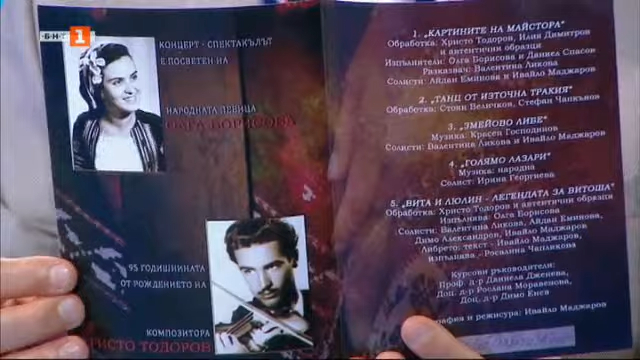 БНТ 1
КОНЦЕРТ - СПЕКТАКЪЛЪТ
Е ПОСВЕТЕН НА
НАРОДНАТА ПЕВИЦА
ОЛГА БОРИСОВА
95 ГОДИШНИНАТА
ОТ РОЖДЕНИЕТО НА
КОМПОЗИТОРА
ХРИСТО ТОДОРОВ
1. „КАРТИНИТЕ НА МАЙСТОРА"
Обработка: Христо Тодоров, Илия Димитров
и автентични образци
Изпълнители: Олга Борисова и Даниел Спасов
Разказвач: Валентина Ликова
Солисти: Айдан Еминова и Ивайло Маджаров
2. „ТАНЦ ОТ ИЗТОЧНА ТРАКИЯ"
Обработка: Стоян Величков, Стефан Чапкънов
3. „ЗМЕЙОВО ЛИБЕ"
Музика: Красен Господинов
Солисти: Валентина Ликова и Ивайло Маджаров
4. „ГОЛЯМО ЛАЗАРИ"
Музика: народна
Солист: Ирина Георгиева
5. „ВИТА И ЛЮЛИН - ЛЕГЕНДАТА ЗА ВИТОША"
Обработка: Христо Тодоров и автентични образци
Изпълнява: Олга Борисова
Солисти: Валентина Ликова, Айдан Еминова,
Димо Александров, Ивайло Маджаров
Либрето: текст - Ивайло Маджаров,
изпълнява - Росалина Чапликова
Курсови ръководители:
Проф. д-р Даниела Дженева,
Доц. д-р Росалия Моравенова,
Доц. д-р Димо Енев
графия и режисура: Ивайло Маджаров